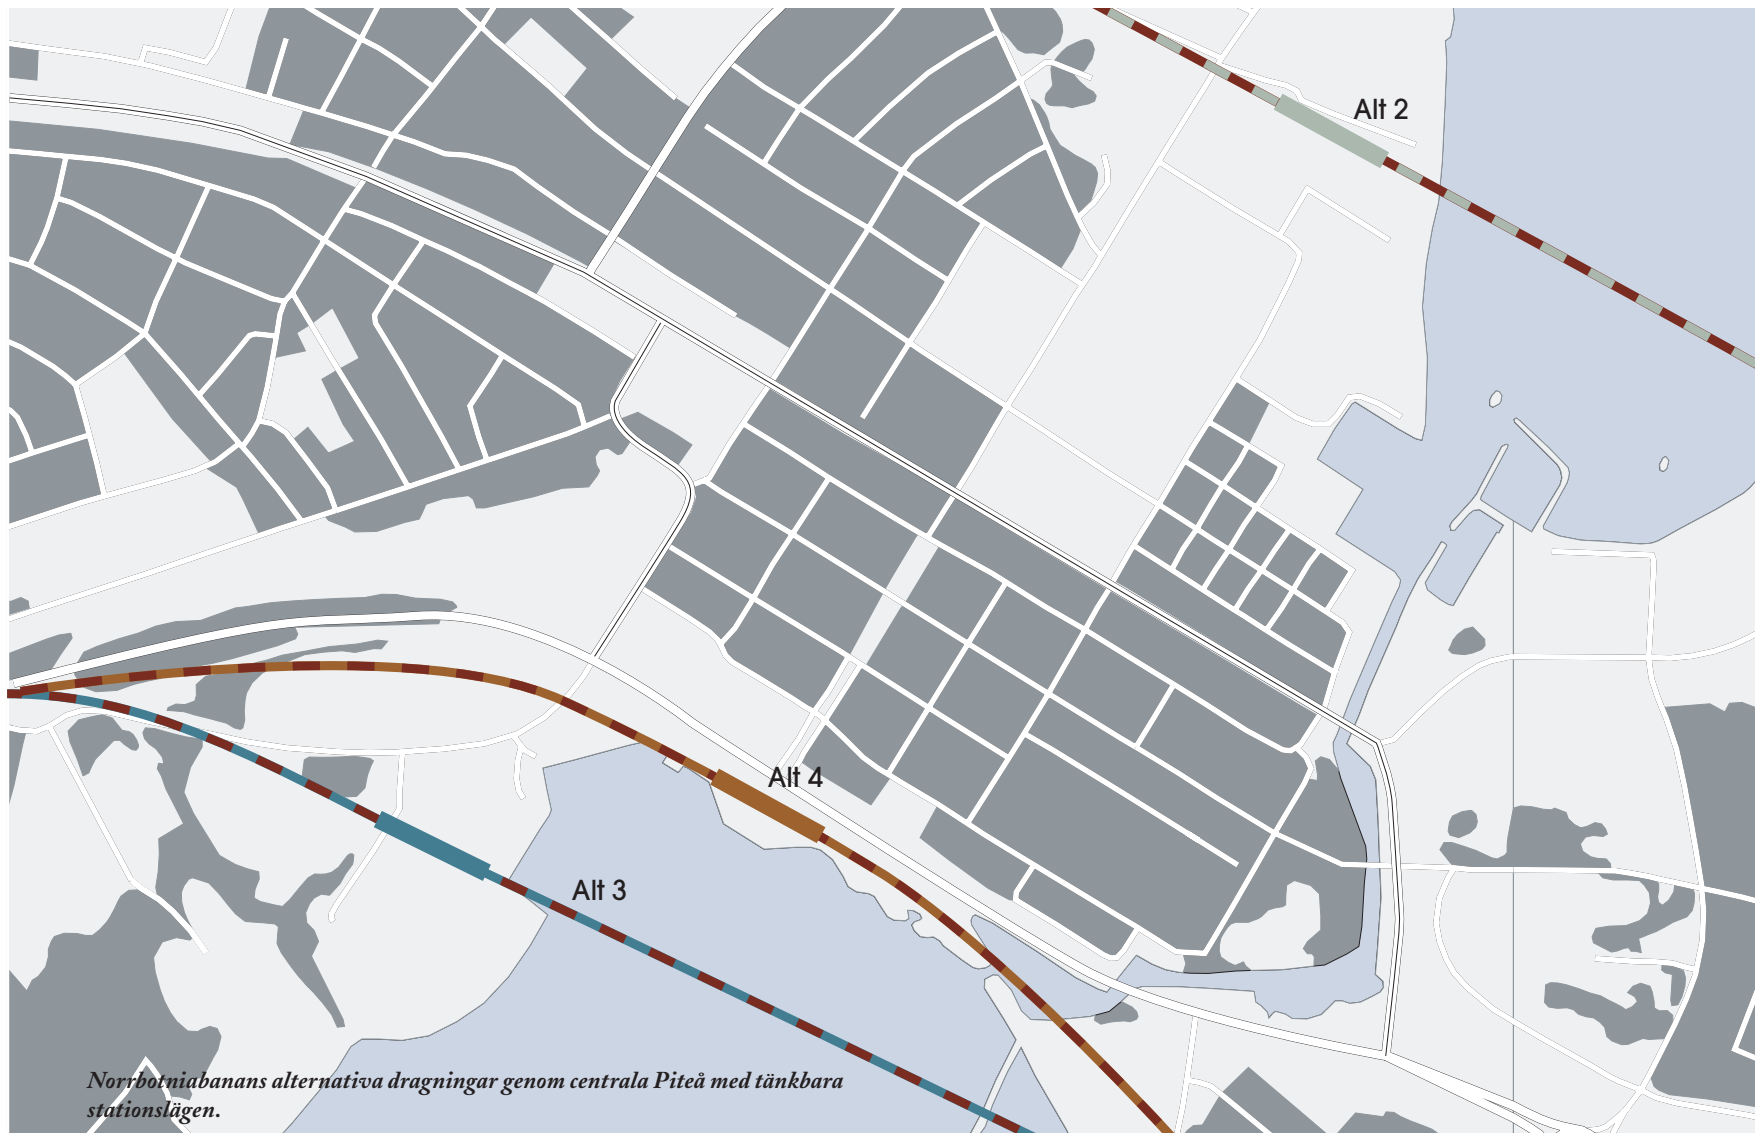 Alt 2
Alt 4
Alt 3
Norrbotniabanans alternativa dragningar genom centrala Piteå med tänkbara
stationslägen.